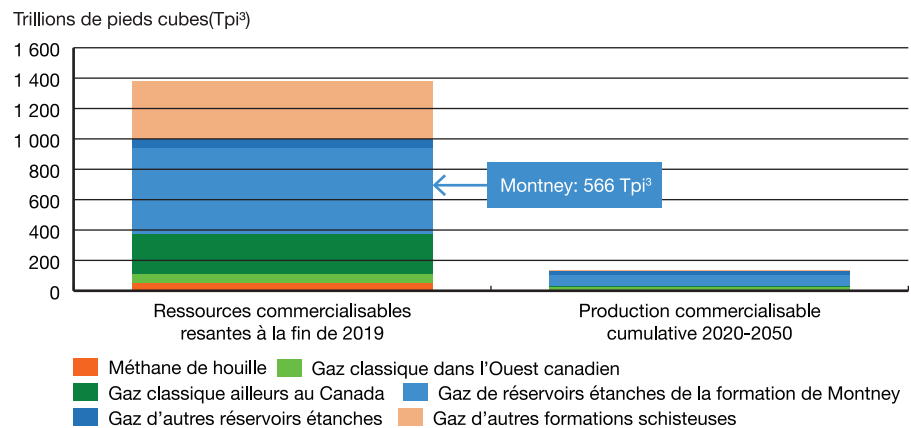 Trillions de pieds cubes(Tpi³)
1 600
1 400
1 200
1 000
800
600
400
200
0
Montney: 566 Tpi³
Ressources commercialisables
resantes à la fin de 2019
Production commercialisable
cumulative 2020-2050
Méthane de houille
Gaz classique dans l'Ouest canadien
Gaz classique ailleurs au Canada
Gaz de réservoirs étanches de la formation de Montney
Gaz d'autres réservoirs étanches
Gaz d'autres formations schisteuses